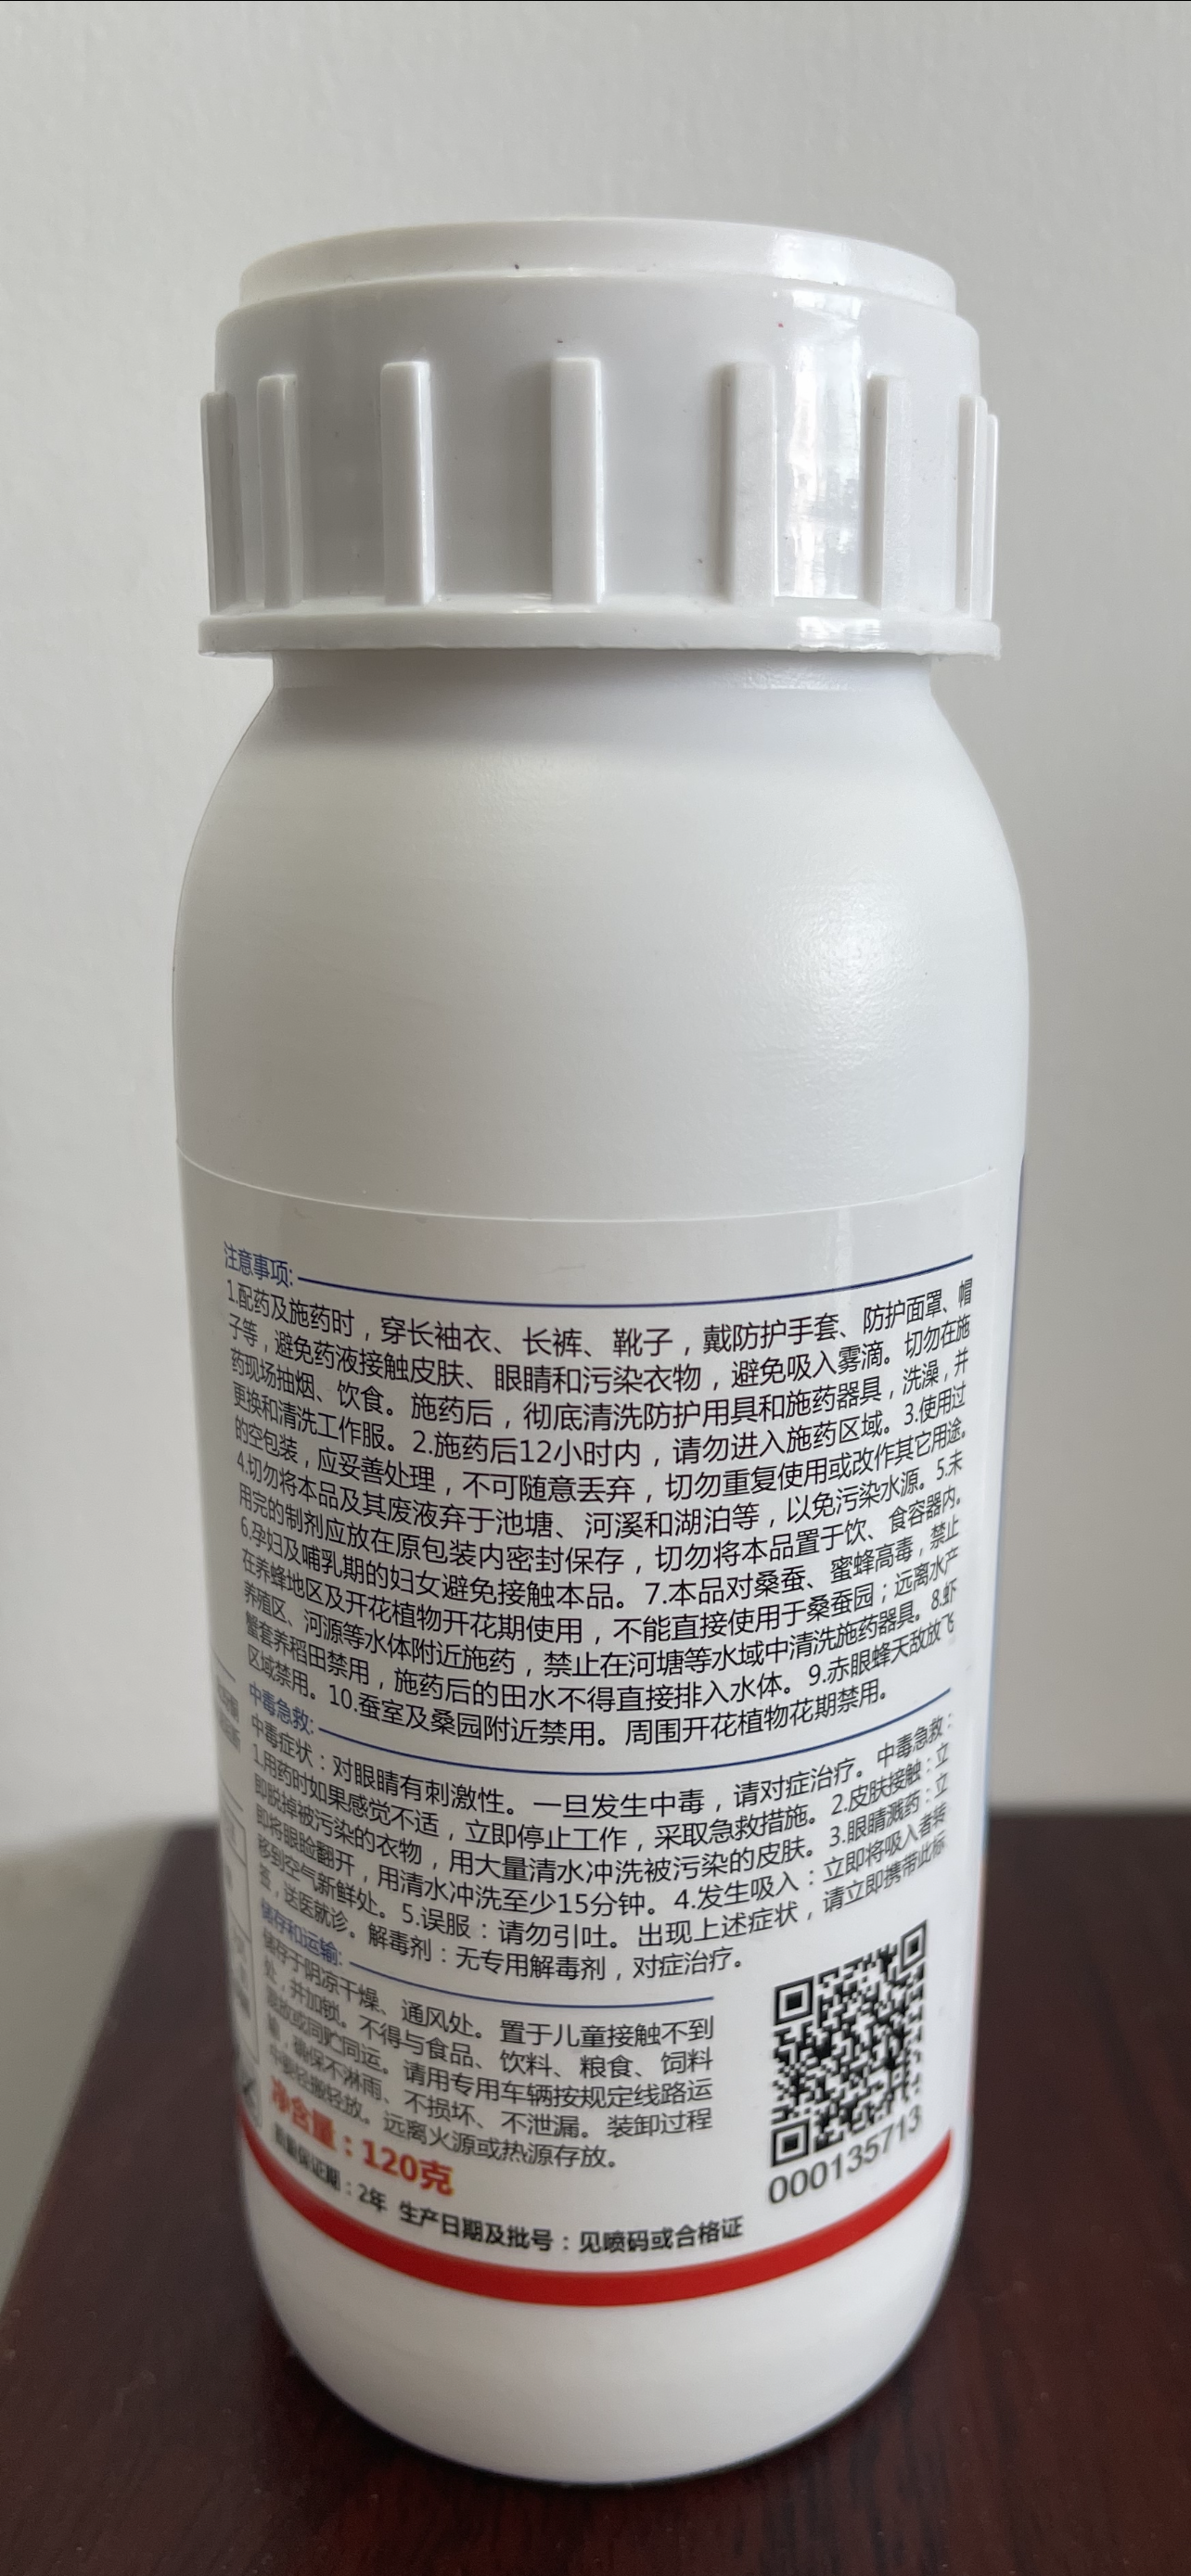 注意事项:
1.配药及施药时，穿长袖衣、长裤、靴子，戴防护手套、防护面罩、帽
子等，避免药液接触皮肤、眼睛和污染衣物，避免吸入雾滴。切勿在施
药现场抽烟、饮食。施药后，彻底清洗防护用具和施药器具，洗澡，并
更换和清洗工作服。2.施药后12小时内，请勿进入施药区域。3.使用过
的空包装，应妥善处理，不可随意丢弃，切勿重复使用或改作其它用途。
4.切勿将本品及其废液弃于池塘、河溪和湖泊等，以免污染水源。5.未
用完的制剂应放在原包装内密封保存，切勿将本品置于饮、食容器内。
6.孕妇及哺乳期的妇女避免接触本品。7.本品对桑蚕、蜜蜂高毒，禁止
在养蜂地区及开花植物开花期使用，不能直接使用于桑蚕园；远离水产
养殖区、河源等水体附近施药，禁止在河塘等水域中清洗施药器具。8.虾
蟹套养稻田禁用，施药后的田水不得直接排入水体。9.赤眼蜂天敌放飞
区域禁用。10.蚕室及桑园附近禁用。周围开花植物花期禁用。
中毒急救:
中毒症状：对眼睛有刺激性。一旦发生中毒，请对症治疗。中毒急救：
1.用药时如果感觉不适，立即停止工作，采取急救措施。2.皮肤接触：立
即脱掉被污染的衣物，用大量清水冲洗被污染的皮肤。3.眼睛溅药：立
即将眼睑翻开，用清水冲洗至少15分钟。4.发生吸入：立即将吸入者转
移到空气新鲜处。5.误服：请勿引吐。出现上述症状，请立即携带此标
签，送医就诊。解毒剂：无专用解毒剂，对症治疗。
储存和运输:
储存于阴凉干燥、通风处。置于儿童接触不到
处，并加锁。不得与食品、饮料、粮食、饲料
混放或同贮同运。请用专用车辆按规定线路运
输，确保不淋雨、不损坏、不泄漏。装卸过程
中要轻搬轻放。远离火源或热源存放。
净含量：120克
质量保证期：2年 生产日期及批号：见喷码或合格证
000135713